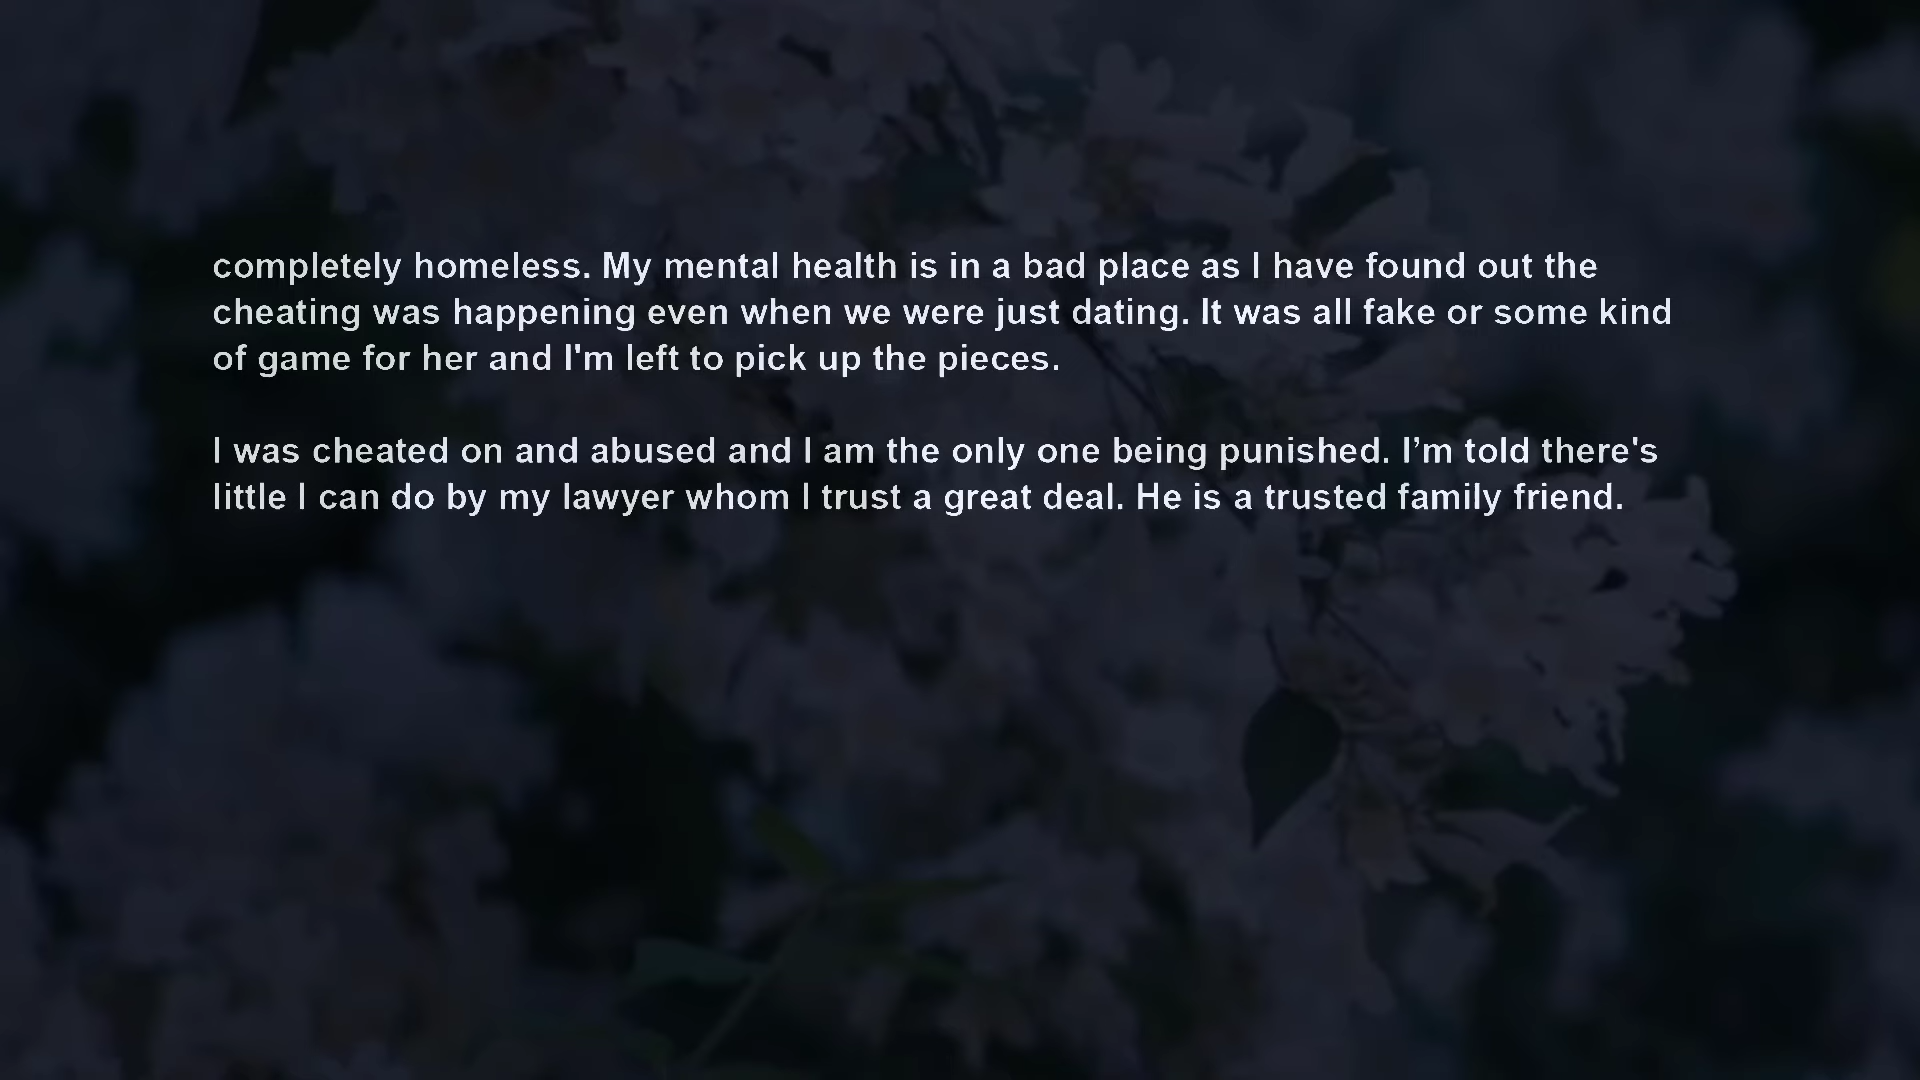 completely homeless. My mental health is in a bad place as I have found out the
cheating was happening even when we were just dating. It was all fake or some kind
of game for her and I'm left to pick up the pieces.
I was cheated on and abused and I am the only one being punished. I’m told there's
little I can do by my lawyer whom I trust a great deal. He is a trusted family friend.